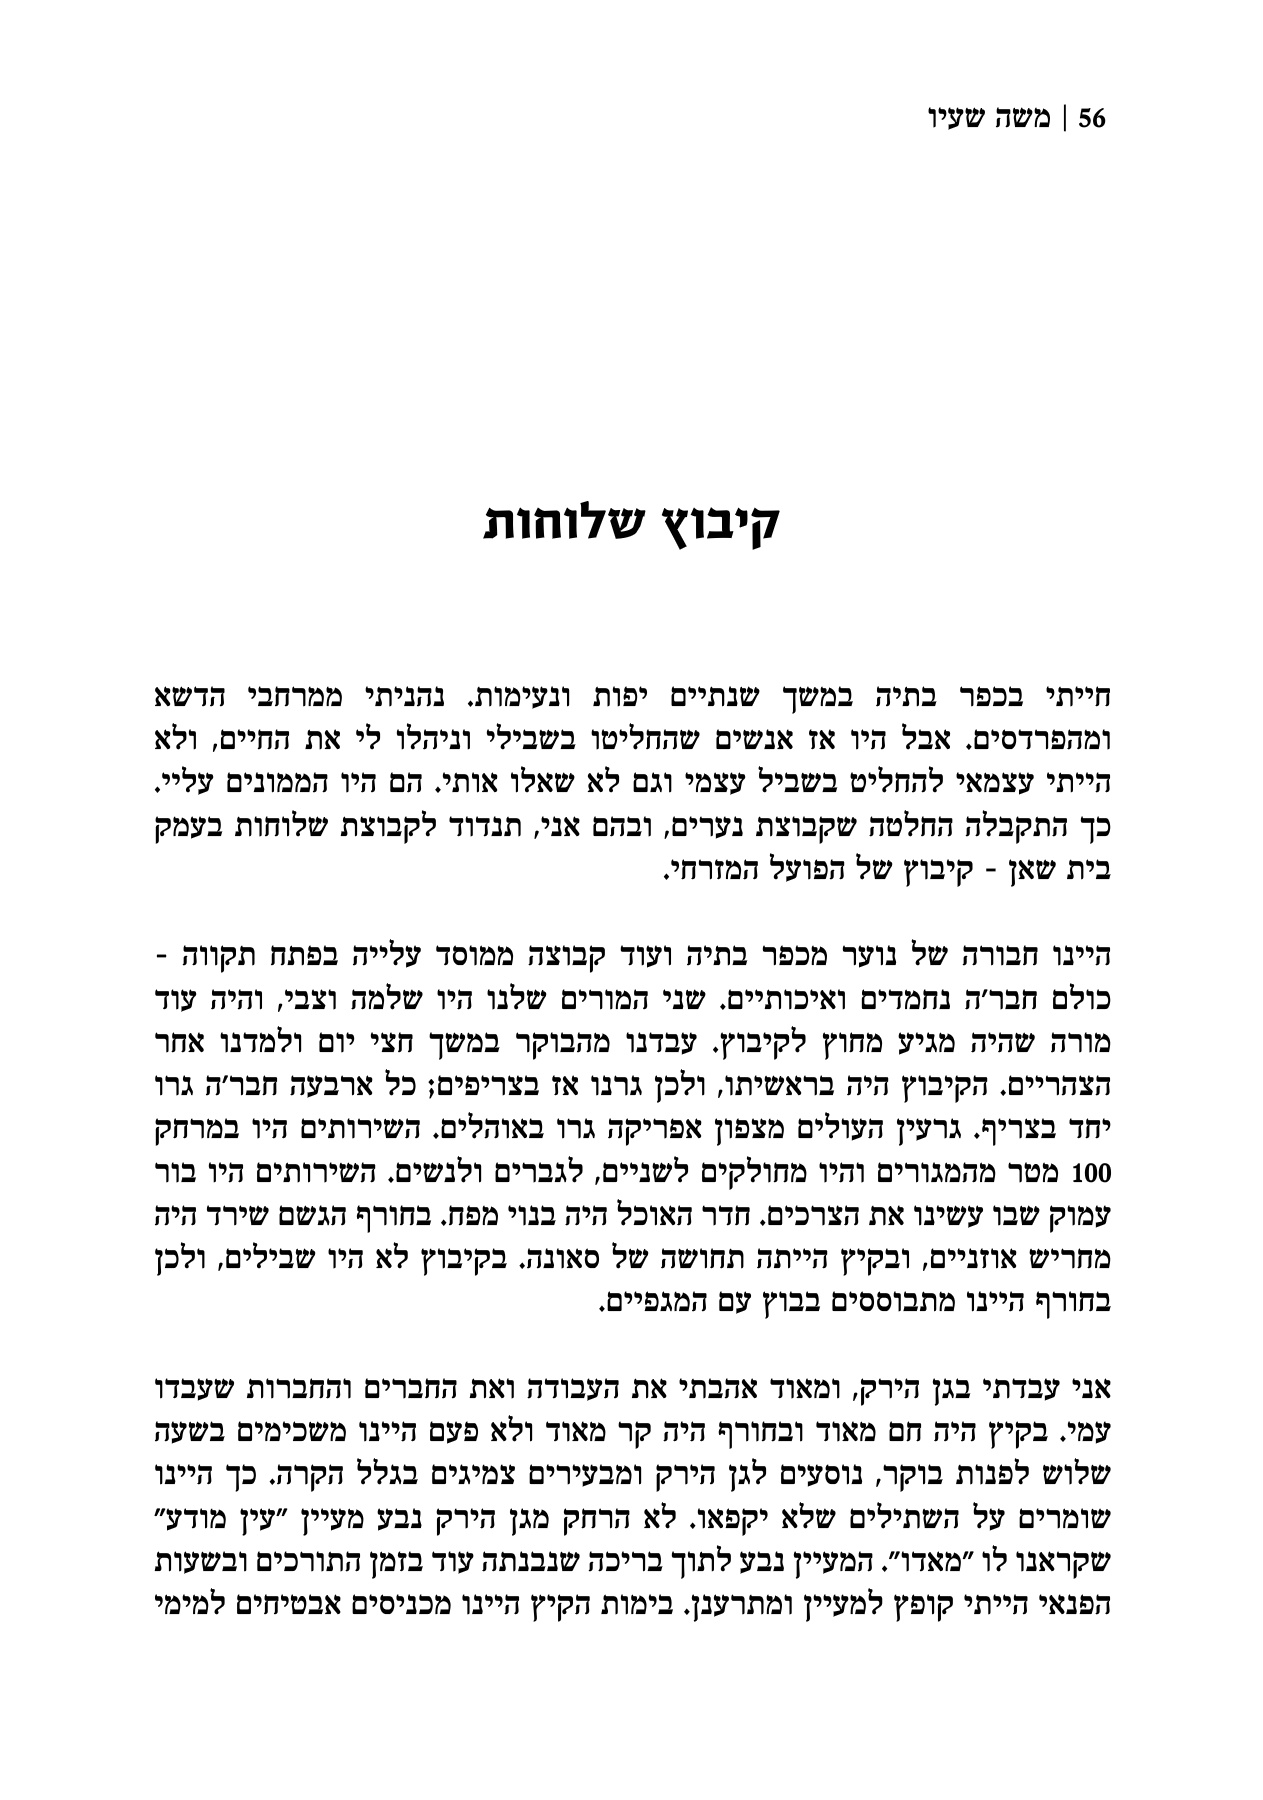 56 | משה שעיו
קיבוץ שלוחות
חייתי בכפר בתיה במשך שנתיים יפות ונעימות. נהניתי ממרחבי הדשא
ומהפרדסים. אבל היו אז אנשים שהחליטו בשבילי וניהלו לי את החיים, ולא
הייתי עצמאי להחליט בשביל עצמי וגם לא שאלו אותי. הם היו הממונים עליי.
כך התקבלה החלטה שקבוצת נערים, ובהם אני, תנדוד לקבוצת שלוחות בעמק
בית שאן - קיבוץ של הפועל המזרחי.
היינו חבורה של נוער מכפר בתיה ועוד קבוצה ממוסד עלייה בפתח תקווה -
כולם חבר'ה נחמדים ואיכותיים. שני המורים שלנו היו שלמה וצבי, והיה עוד
מורה שהיה מגיע מחוץ לקיבוץ. עבדנו מהבוקר במשך חצי יום ולמדנו אחר
הצהריים. הקיבוץ היה בראשיתו, ולכן גרנו אז בצריפים; כל ארבעה חבר'ה גרו
יחד בצריף. גרעין העולים מצפון אפריקה גרו באוהלים. השירותים היו במרחק
100 מטר מהמגורים והיו מחולקים לשניים, לגברים ולנשים. השירותים היו בור
עמוק שבו עשינו את הצרכים. חדר האוכל היה בנוי מפח. בחורף הגשם שירד היה
מחריש אוזניים, ובקיץ הייתה תחושה של סאונה. בקיבוץ לא היו שבילים, ולכן
בחורף היינו מתבוססים בבוץ עם המגפיים.
אני עבדתי בגן הירק, ומאוד אהבתי את העבודה ואת החברים והחברות שעבדו
עמי. בקיץ היה חם מאוד ובחורף היה קר מאוד ולא פעם היינו משכימים בשעה
שלוש לפנות בוקר, נוסעים לגן הירק ומבעירים צמיגים בגלל הקרה. כך היינו
שומרים על השתילים שלא יקפאו. לא הרחק מגן הירק נבע מעיין "עין מודע"
שקראנו לו "מאדו". המעיין נבע לתוך בריכה שנבנתה עוד בזמן התורכים ובשעות
הפנאי הייתי קופץ למעיין ומתרענן. בימות הקיץ היינו מכניסים אבטיחים למימי